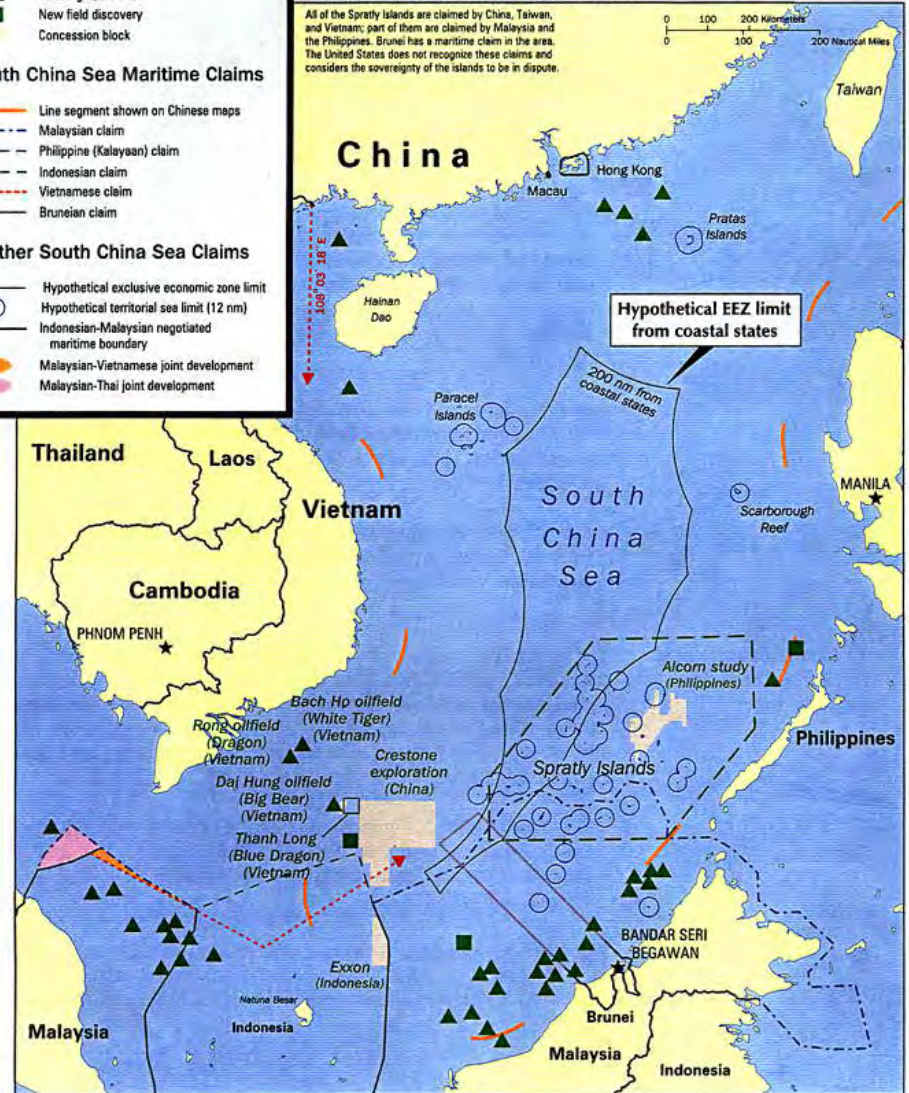 New field discovery
Concession block
th China Sea Maritime Claims
Line segment shown on Chinese maps
Malaysian claim
Philippine (Kalayaan) claim
Indonesian claim
Vietnamese claim
Bruneian claim
ther South China Sea Claims
Hypothetical exclusive economic zone limit
Hypothetical territorial sea limit (12 nm)
Indonesian-Malaysian negotiated
maritime boundary
Malaysian-Vietnamese joint development
Malaysian-Thai joint development
All of the Spratly Islands are claimed by China, Taiwan,
and Vietnam; part of them are claimed by Malaysia and
the Philippines. Brunei has a maritime claim in the area.
The United States does not recognize these claims and
considers the sovereignty of the islands to be in dispute.
0 100 200 Kilometers
0 100 200 Nautical Miles
Taiwan
China
Hong Kong
Macau
Pratas
Islands
108°03'18"E
Hainan
Dao
Hypothetical EEZ limit
from coastal states
200 nm from
coastal states
Paracel
Islands
Thailand
Laos
Vietnam
South
China
Sea
MANILA
Scarborough
Reef
Cambodia
PHNOM PENH
Alcorn study
(Philippines)
Bach Ho oilfield
(White Tiger)
(Vietnam)
Rong oilfield
(Dragon)
(Vietnam)
Crestone
exploration
(China)
Philippines
Spratly Islands
Dai Hung oilfield
(Big Bear)
(Vietnam)
Thanh Long
(Blue Dragon)
(Vietnam)
BANDAR SERI
BEGAWAN
Exxon
(Indonesia)
Natuna Besar
Indonesia
Malaysia
Brunei
Malaysia
Indonesia